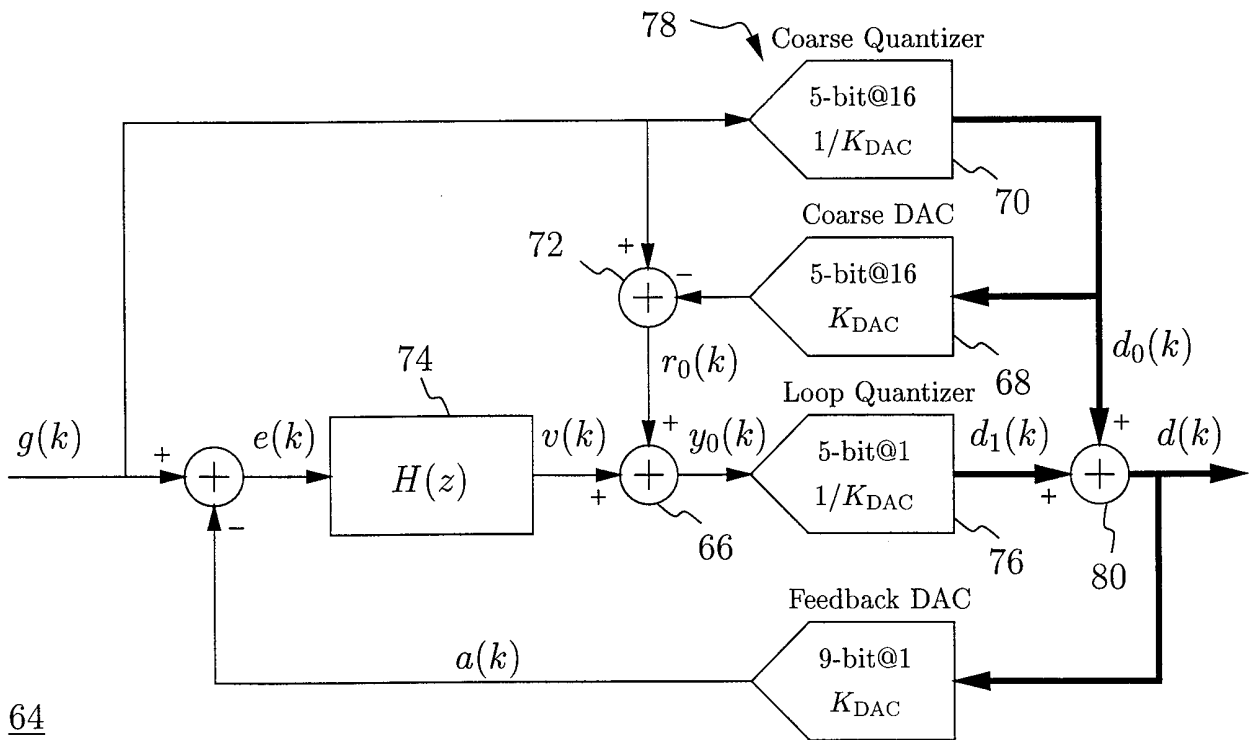 78
Coarse Quantizer
5-bit@16
1/K_DAC
70
Coarse DAC
72
+
−
+
5-bit@16
K_DAC
68
d_0(k)
r_0(k)
74
Loop Quantizer
g(k)
+
+
−
e(k)
H(z)
v(k)
+
+
+
66
y_0(k)
5-bit@1
1/K_DAC
76
d_1(k)
+
+
+
80
d(k)
Feedback DAC
a(k)
9-bit@1
K_DAC
64